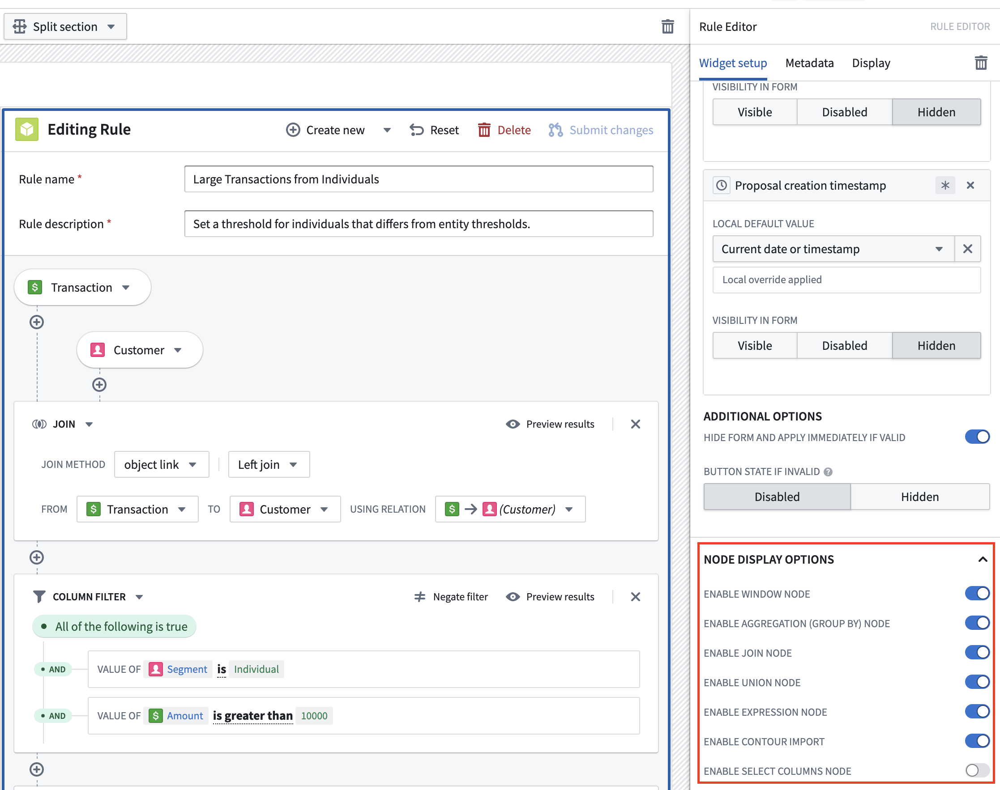 Split section
Editing Rule
Create new
Reset
Delete
Submit changes
Rule name *
Large Transactions from Individuals
Rule description *
Set a threshold for individuals that differs from entity thresholds.
$ Transaction
Customer
JOIN
Preview results
JOIN METHOD
object link
Left join
FROM
$ Transaction
TO
Customer
USING RELATION
$ → (Customer)
COLUMN FILTER
Negate filter
Preview results
All of the following is true
AND
VALUE OF Segment is Individual
AND
VALUE OF $ Amount is greater than 10000
Rule Editor
RULE EDITOR
Widget setup
Metadata
Display
VISIBILITY IN FORM
Visible
Disabled
Hidden
Proposal creation timestamp
*
LOCAL DEFAULT VALUE
Current date or timestamp
Local override applied
VISIBILITY IN FORM
Visible
Disabled
Hidden
ADDITIONAL OPTIONS
HIDE FORM AND APPLY IMMEDIATELY IF VALID
BUTTON STATE IF INVALID ?
Disabled
Hidden
NODE DISPLAY OPTIONS
ENABLE WINDOW NODE
ENABLE AGGREGATION (GROUP BY) NODE
ENABLE JOIN NODE
ENABLE UNION NODE
ENABLE EXPRESSION NODE
ENABLE CONTOUR IMPORT
ENABLE SELECT COLUMNS NODE